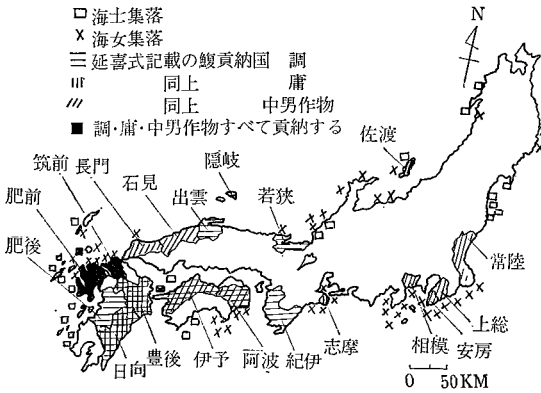 □海士集落
×海女集落
延喜式記載の鰒貢納国 調
同上 庸
同上 中男作物
■調・庸・中男作物すべて貢納する
N
佐渡
隠岐
筑前
長門
石見
出雲
若狭
肥前
肥後
常陸
上総
安房
相模
志摩
紀伊
阿波
伊予
豊後
日向
0 50KM